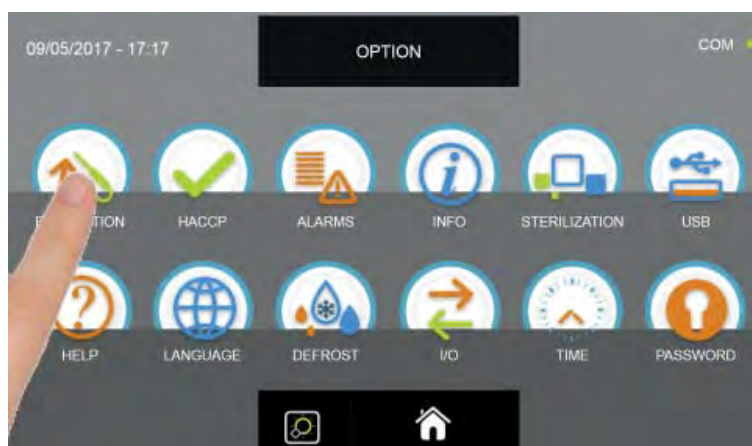 09/05/2017 - 17:17
OPTION
COM
HACCP
ALARMS
INFO
STERILIZATION
USB
HELP
LANGUAGE
DEFROST
I/O
TIME
PASSWORD